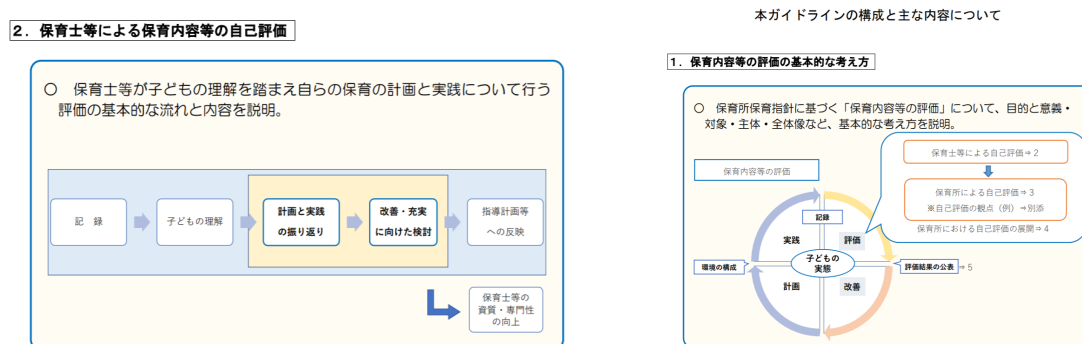 2．保育士等による保育内容等の自己評価
○　保育士等が子どもの理解を踏まえ自らの保育の計画と実践について行う
評価の基本的な流れと内容を説明。
記　録
子どもの理解
計画と実践
の振り返り
改善・充実
に向けた検討
指導計画等
への反映
保育士等の
資質・専門性
の向上
本ガイドラインの構成と主な内容について
1．保育内容等の評価の基本的な考え方
○　保育所保育指針に基づく「保育内容等の評価」について、目的と意義・
対象・主体・全体像など、基本的な考え方を説明。
保育内容等の評価
保育士等による自己評価⇒2
保育所による自己評価⇒3
※自己評価の観点（例）⇒別添
保育所における自己評価の展開⇒4
記録
実践
評価
子どもの
実態
環境の構成
評価結果の公表
⇒5
計画
改善